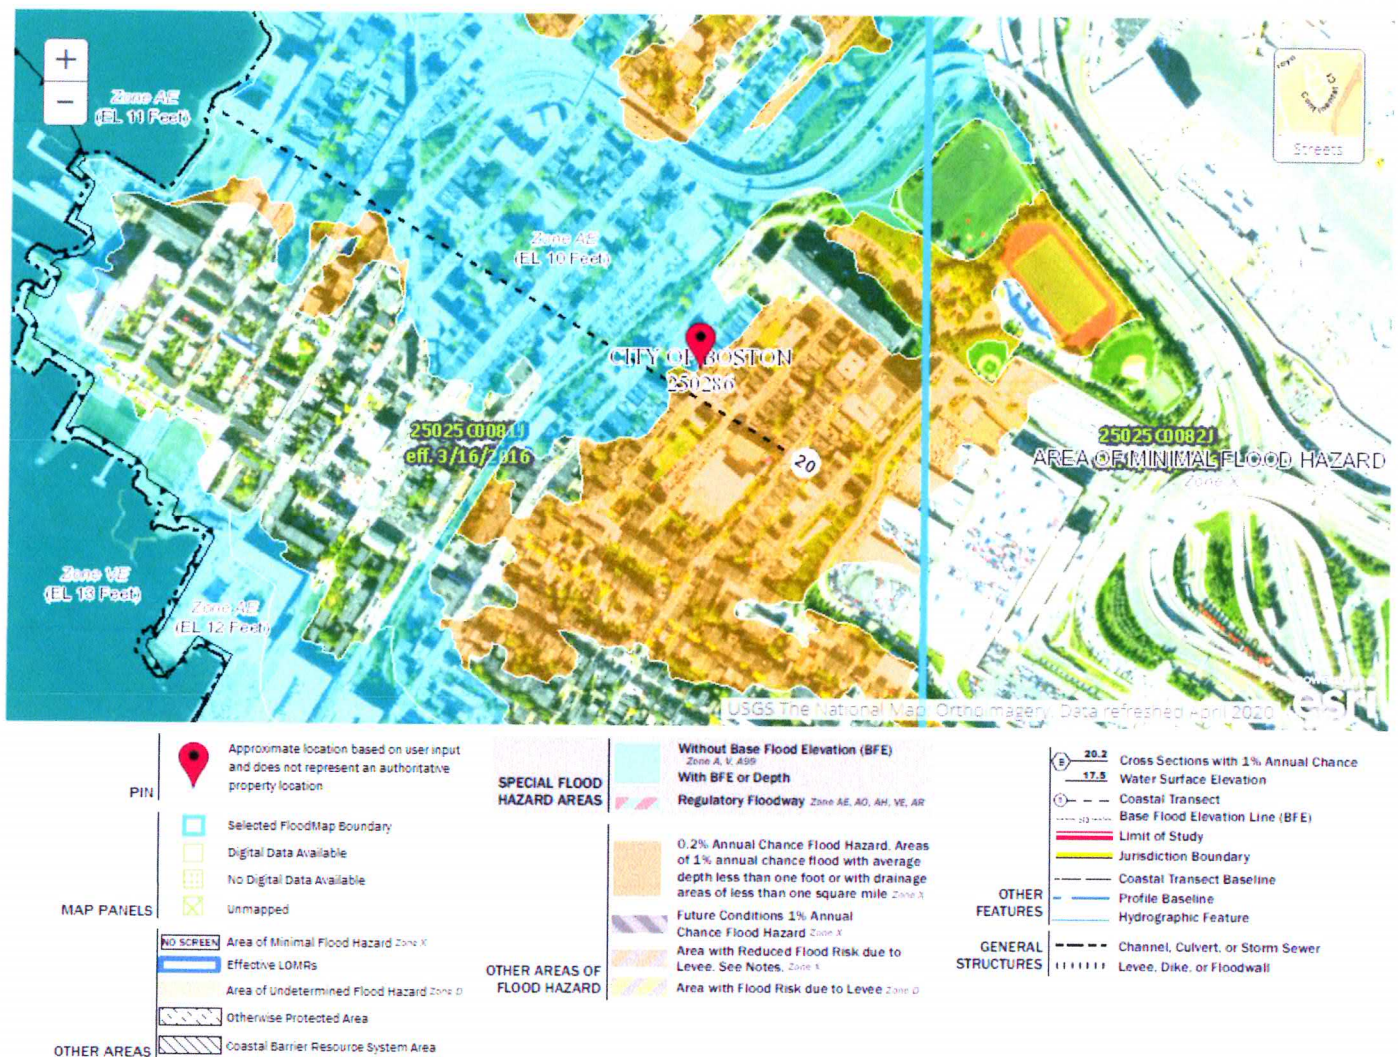 +
−
Zone AE
(EL 11 Feet)
Streets
Zone AE
(EL 10 Feet)
CITY OF BOSTON
250286
25025C0081J
eff. 3/16/2016
20
25025C0082J
AREA OF MINIMAL FLOOD HAZARD
Zone X
Zone VE
(EL 13 Feet)
Zone AE
(EL 12 Feet)
USGS The National Map: Orthoimagery. Data refreshed April 2020
esri
PIN
Approximate location based on user input
and does not represent an authoritative
property location
MAP PANELS
Selected FloodMap Boundary
Digital Data Available
No Digital Data Available
Unmapped
OTHER AREAS
NO SCREEN Area of Minimal Flood Hazard Zone X
Effective LOMRs
Area of Undetermined Flood Hazard Zone D
Otherwise Protected Area
Coastal Barrier Resource System Area
SPECIAL FLOOD
HAZARD AREAS
Without Base Flood Elevation (BFE)
Zone A, V, A99
With BFE or Depth
Regulatory Floodway Zone AE, AO, AH, VE, AR
OTHER AREAS OF
FLOOD HAZARD
0.2% Annual Chance Flood Hazard, Areas
of 1% annual chance flood with average
depth less than one foot or with drainage
areas of less than one square mile Zone X
Future Conditions 1% Annual
Chance Flood Hazard Zone X
Area with Reduced Flood Risk due to
Levee. See Notes. Zone X
Area with Flood Risk due to Levee Zone D
OTHER
FEATURES
B 20.2 Cross Sections with 1% Annual Chance
17.5 Water Surface Elevation
Coastal Transect
Base Flood Elevation Line (BFE)
Limit of Study
Jurisdiction Boundary
Coastal Transect Baseline
Profile Baseline
Hydrographic Feature
GENERAL
STRUCTURES
Channel, Culvert, or Storm Sewer
Levee, Dike, or Floodwall